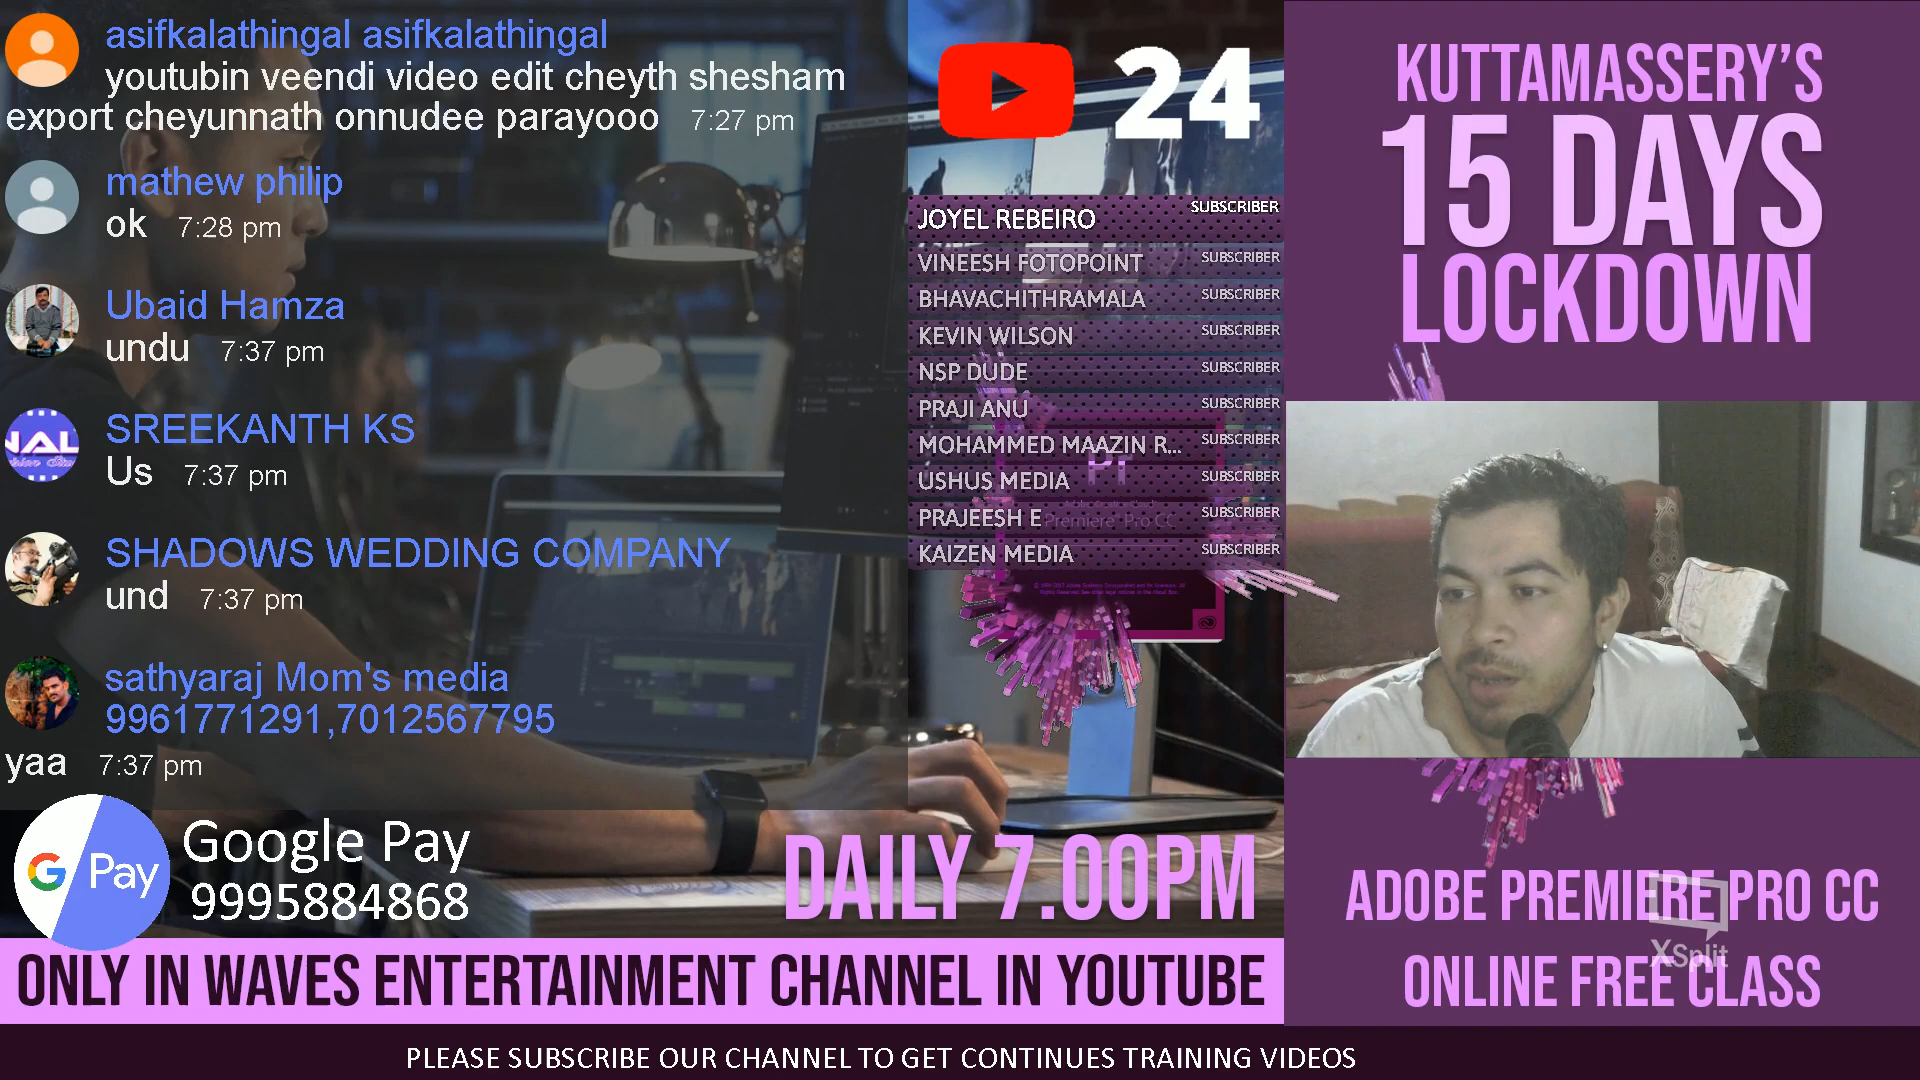 asifkalathingal asifkalathingal
youtubin veendi video edit cheyth shesham
export cheyunnath onnudee parayooo 7:27 pm
mathew philip
ok 7:28 pm
Ubaid Hamza
undu 7:37 pm
SREEKANTH KS
Us 7:37 pm
SHADOWS WEDDING COMPANY
und 7:37 pm
sathyaraj Mom's media
9961771291,7012567795
yaa 7:37 pm
G Pay
Google Pay
9995884868
24
JOYEL REBEIRO SUBSCRIBER
VINEESH FOTOPOINT SUBSCRIBER
BHAVACHITHRAMALA SUBSCRIBER
KEVIN WILSON SUBSCRIBER
NSP DUDE SUBSCRIBER
PRAJI ANU SUBSCRIBER
MOHAMMED MAAZIN R... SUBSCRIBER
USHUS MEDIA SUBSCRIBER
PRAJEESH E SUBSCRIBER
Premiere Pro CC
KAIZEN MEDIA SUBSCRIBER
DAILY 7.00PM
ONLY IN WAVES ENTERTAINMENT CHANNEL IN YOUTUBE
KUTTAMASSERY'S
15 DAYS
LOCKDOWN
ADOBE PREMIERE PRO CC
XSplit
ONLINE FREE CLASS
PLEASE SUBSCRIBE OUR CHANNEL TO GET CONTINUES TRAINING VIDEOS